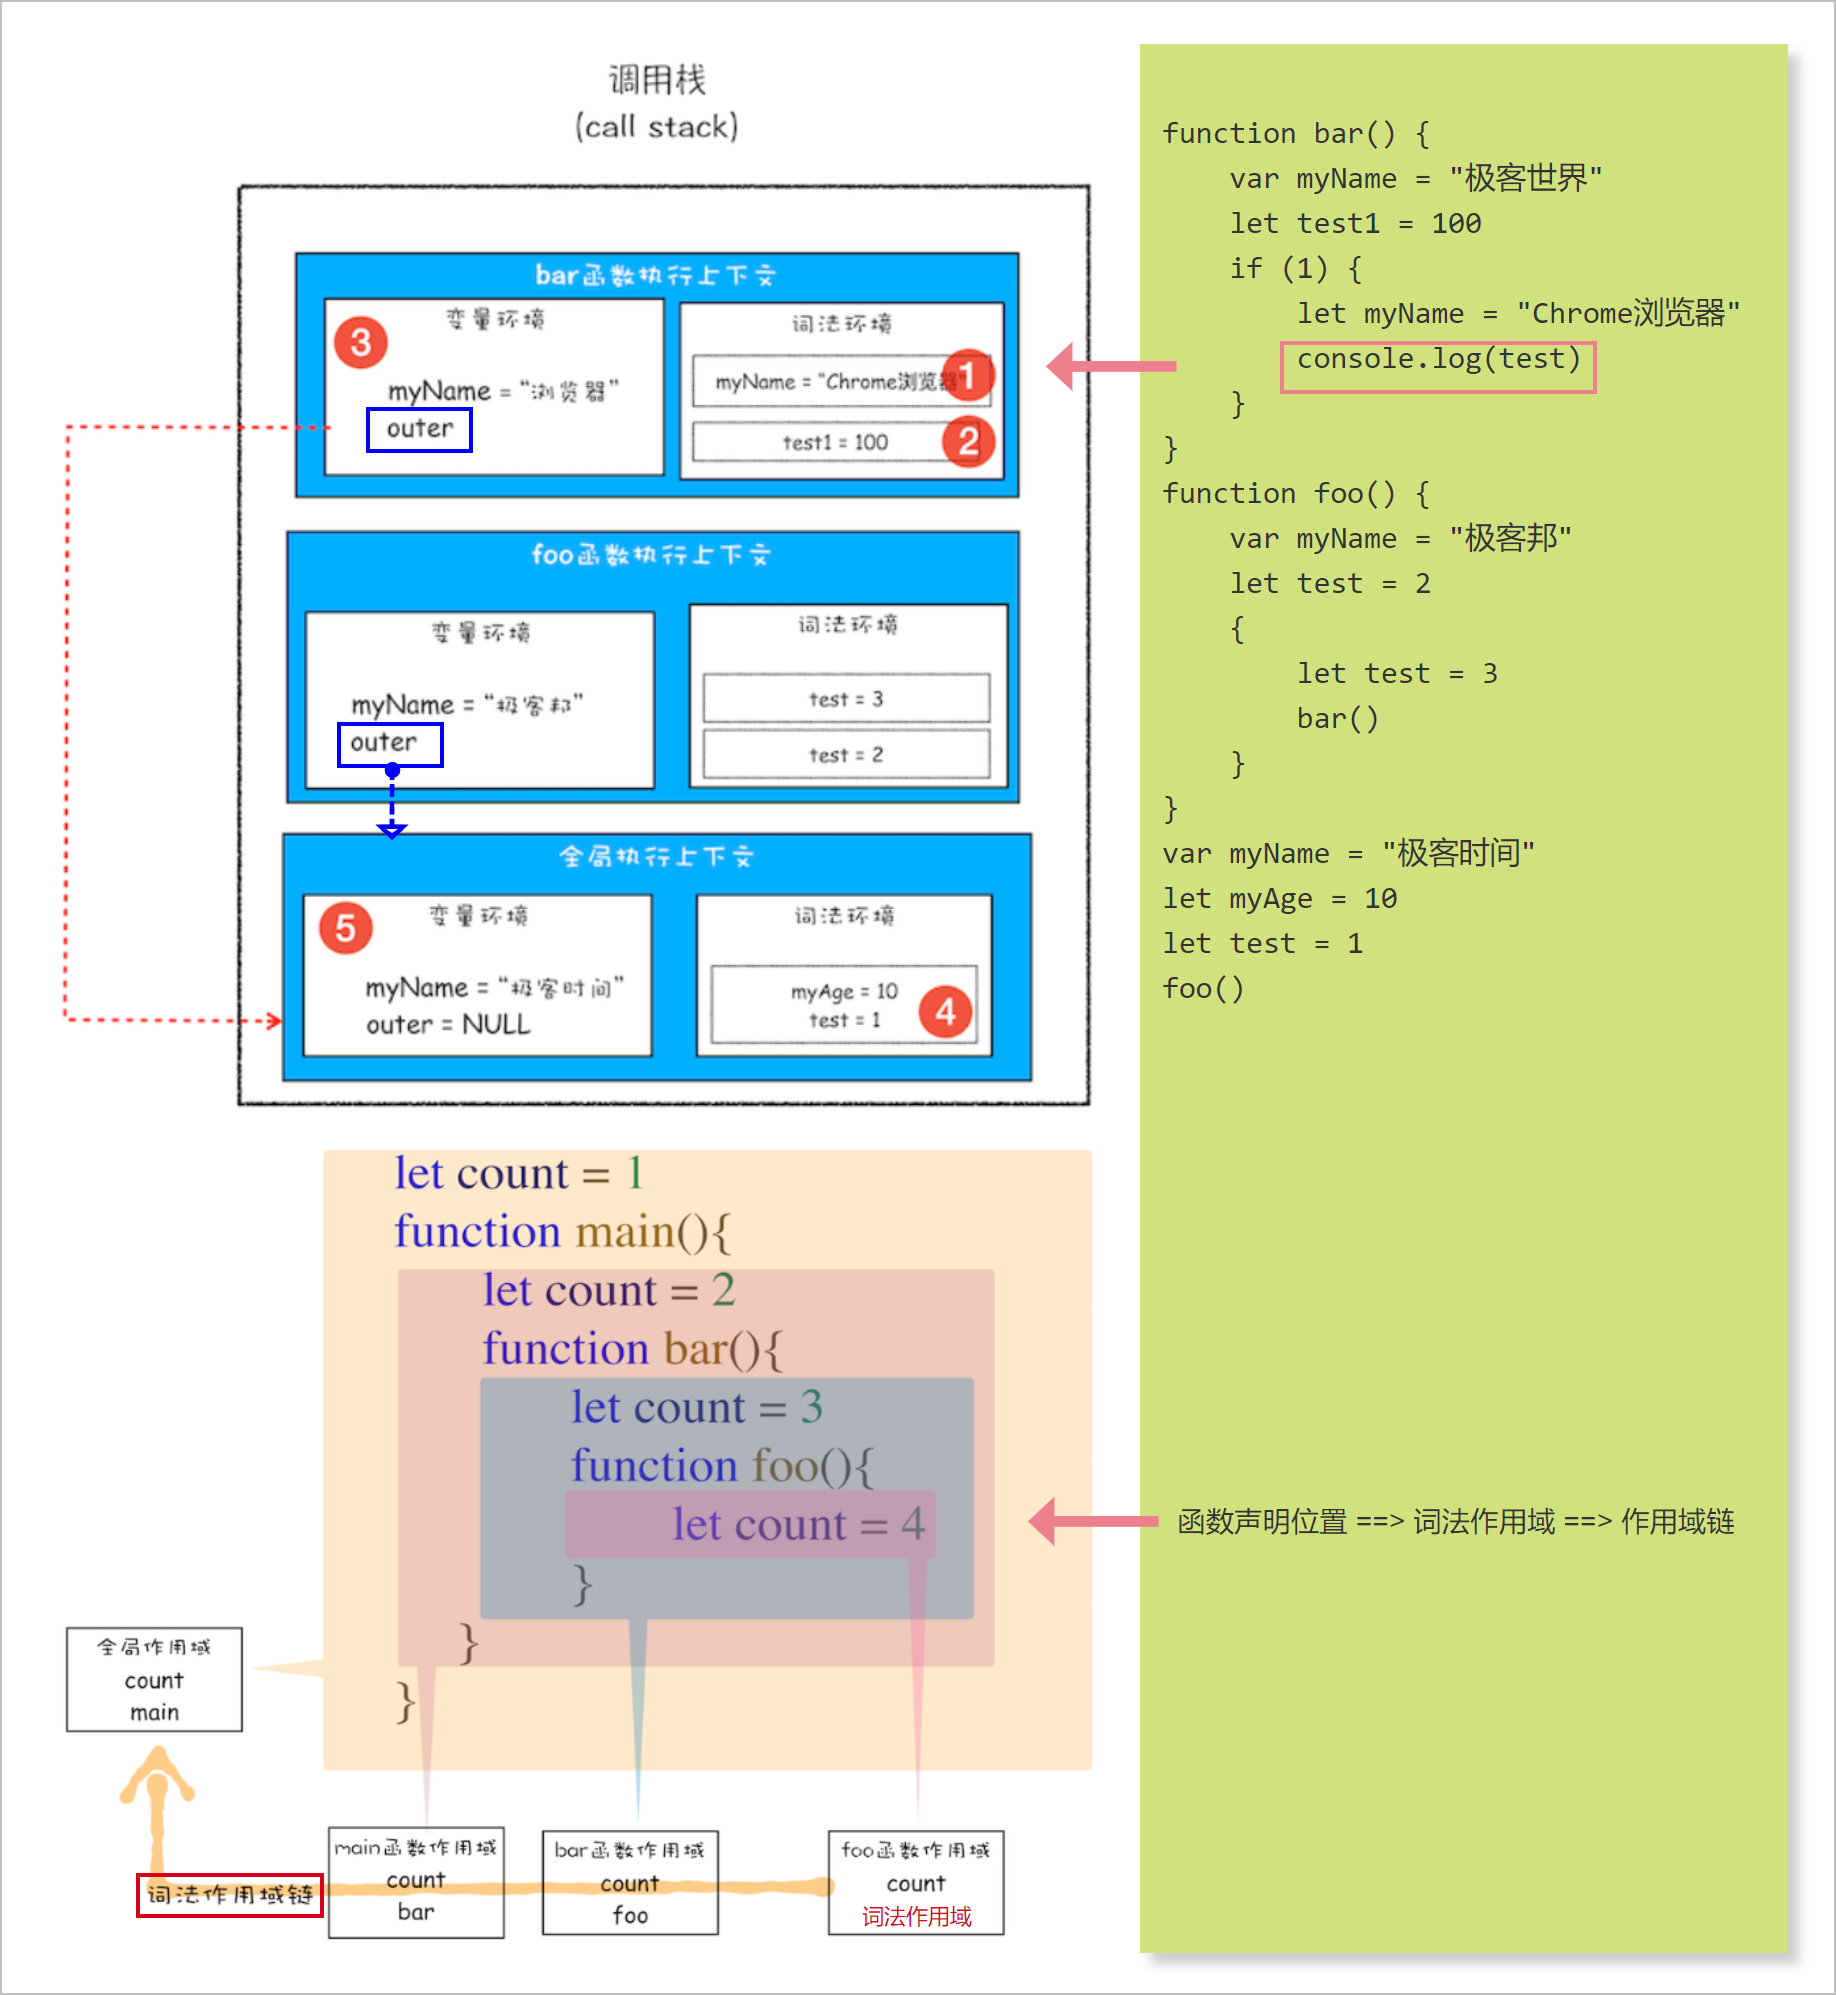 调用栈
(call stack)
bar函数执行上下文
变量环境
3
myName = “浏览器”
outer
词法环境
myName = “Chrome浏览器”
1
test1 = 100
2
foo函数执行上下文
变量环境
myName = “极客邦”
outer
词法环境
test = 3
test = 2
全局执行上下文
变量环境
5
myName = “极客时间”
outer = NULL
词法环境
myAge = 10
test = 1
4
function bar() {
    var myName = "极客世界"
    let test1 = 100
    if (1) {
        let myName = "Chrome浏览器"
        console.log(test)
    }
}
function foo() {
    var myName = "极客邦"
    let test = 2
    {
        let test = 3
        bar()
    }
}
var myName = "极客时间"
let myAge = 10
let test = 1
foo()
let count = 1
function main(){
let count = 2
function bar(){
let count = 3
function foo(){
let count = 4
}
}
}
函数声明位置 ==> 词法作用域 ==> 作用域链
全局作用域
count
main
词法作用域链
main函数作用域
count
bar
bar函数作用域
count
foo
foo函数作用域
count
词法作用域